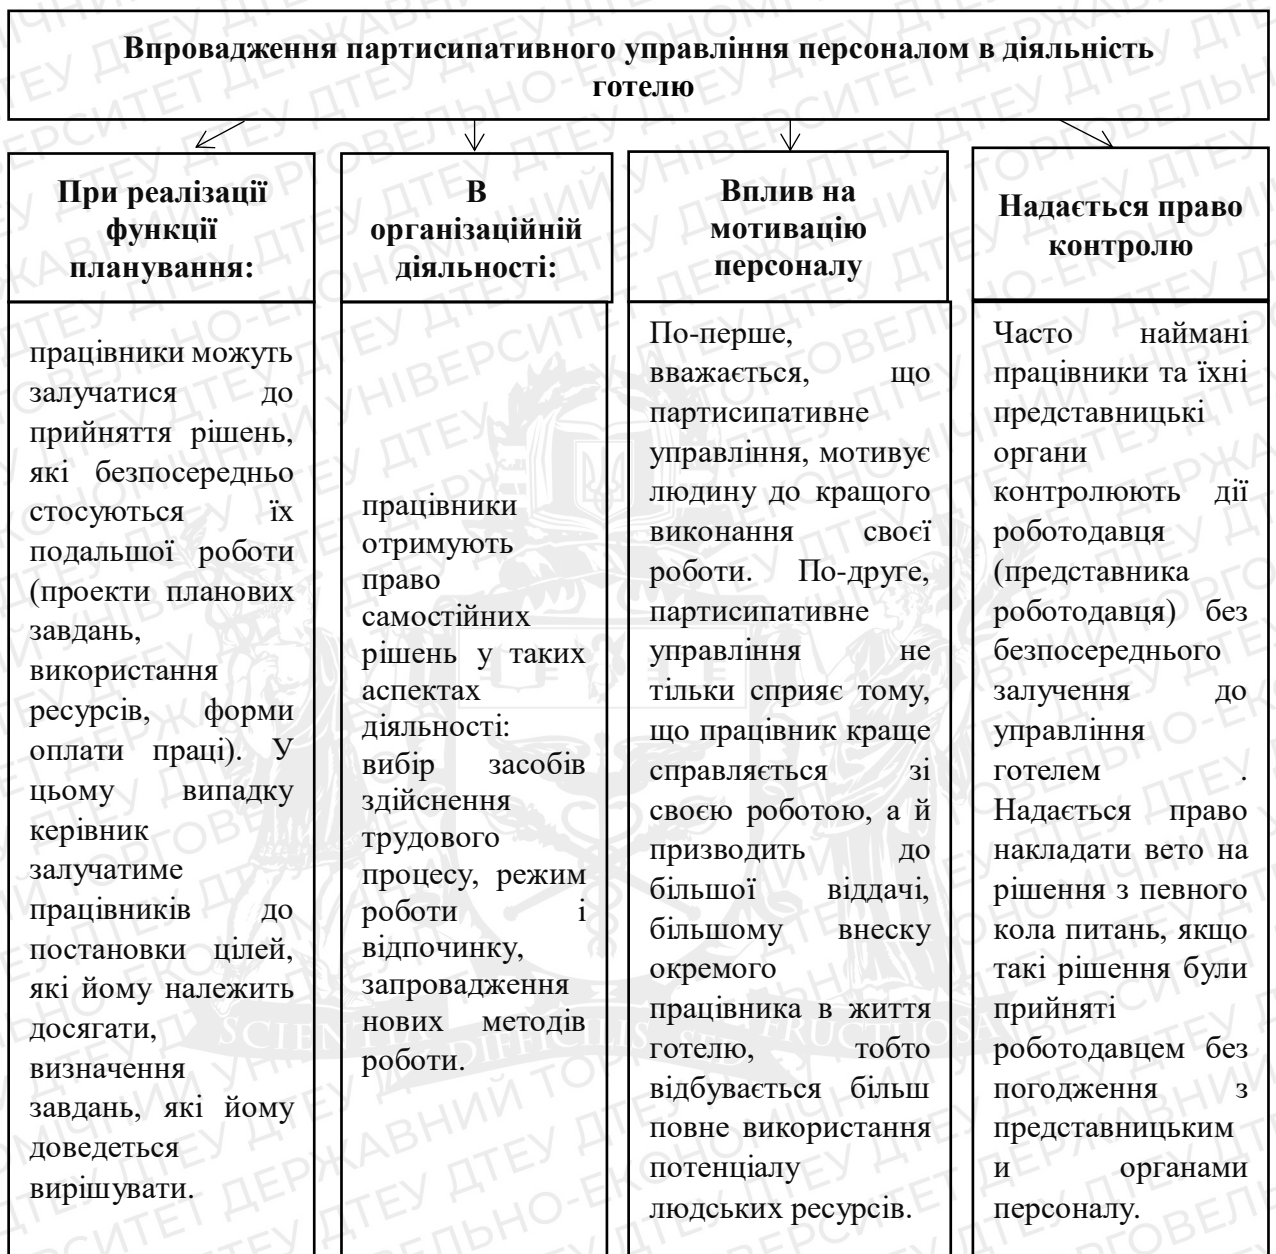 Впровадження партисипативного управління персоналом в діяльність
готелю
При реалізації
функції
планування:
працівники можуть
залучатися до
прийняття рішень,
які безпосередньо
стосуються їх
подальшої роботи
(проекти планових
завдань,
використання
ресурсів, форми
оплати праці). У
цьому випадку
керівник
залучатиме
працівників до
постановки цілей,
які йому належить
досягати,
визначення
завдань, які йому
доведеться
вирішувати.
В
організаційній
діяльності:
працівники
отримують
право
самостійних
рішень у таких
аспектах
діяльності:
вибір засобів
здійснення
трудового
процесу, режим
роботи і
відпочинку,
запровадження
нових методів
роботи.
Вплив на
мотивацію
персоналу
По-перше,
вважається, що
партисипативне
управління, мотивує
людину до кращого
виконання своєї
роботи. По-друге,
партисипативне
управління не
тільки сприяє тому,
що працівник краще
справляється зі
своєю роботою, а й
призводить до
більшої віддачі,
більшому внеску
окремого
працівника в життя
готелю, тобто
відбувається більш
повне використання
потенціалу
людських ресурсів.
Надається право
контролю
Часто наймані
працівники та їхні
представницькі
органи
контролюють дії
роботодавця
(представника
роботодавця) без
безпосереднього
залучення до
управління
готелем .
Надається право
накладати вето на
рішення з певного
кола питань, якщо
такі рішення були
прийняті
роботодавцем без
погодження з
представницьким
и органами
персоналу.